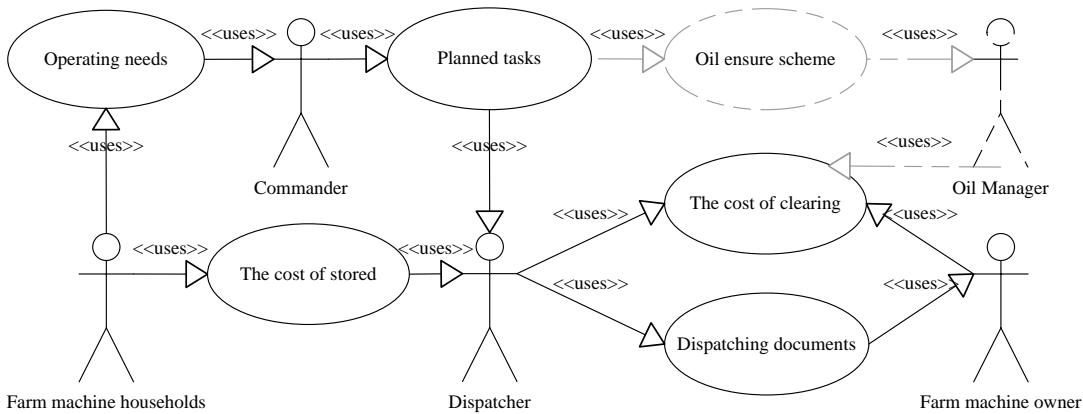 <<uses>>
<<uses>>
<<uses>>
<<uses>>
Operating needs
Planned tasks
Oil ensure scheme
<<uses>>
<<uses>>
<<uses>>
Commander
Oil Manager
The cost of clearing
<<uses>>
<<uses>>
<<uses>>
<<uses>>
The cost of stored
<<uses>>
<<uses>>
Dispatching documents
Farm machine households
Dispatcher
Farm machine owner